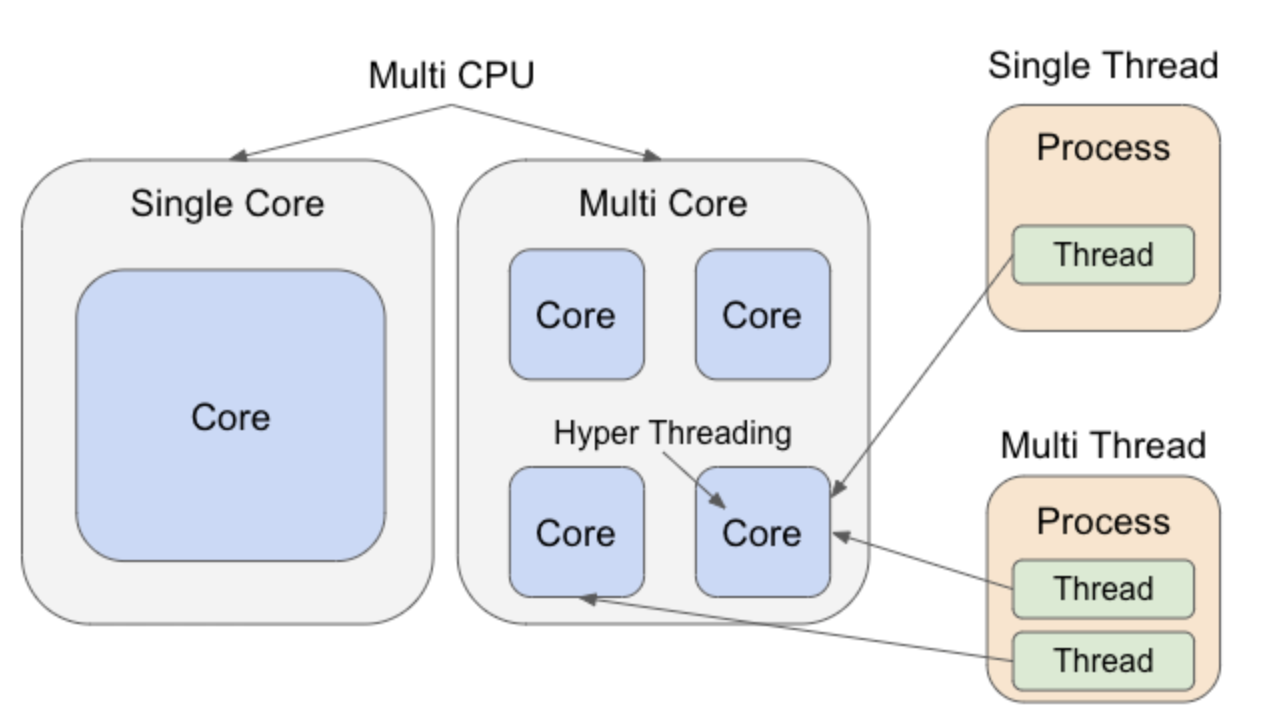 Multi CPU
Single Core
Core
Multi Core
Core
Core
Hyper Threading
Core
Core
Single Thread
Process
Thread
Multi Thread
Process
Thread
Thread